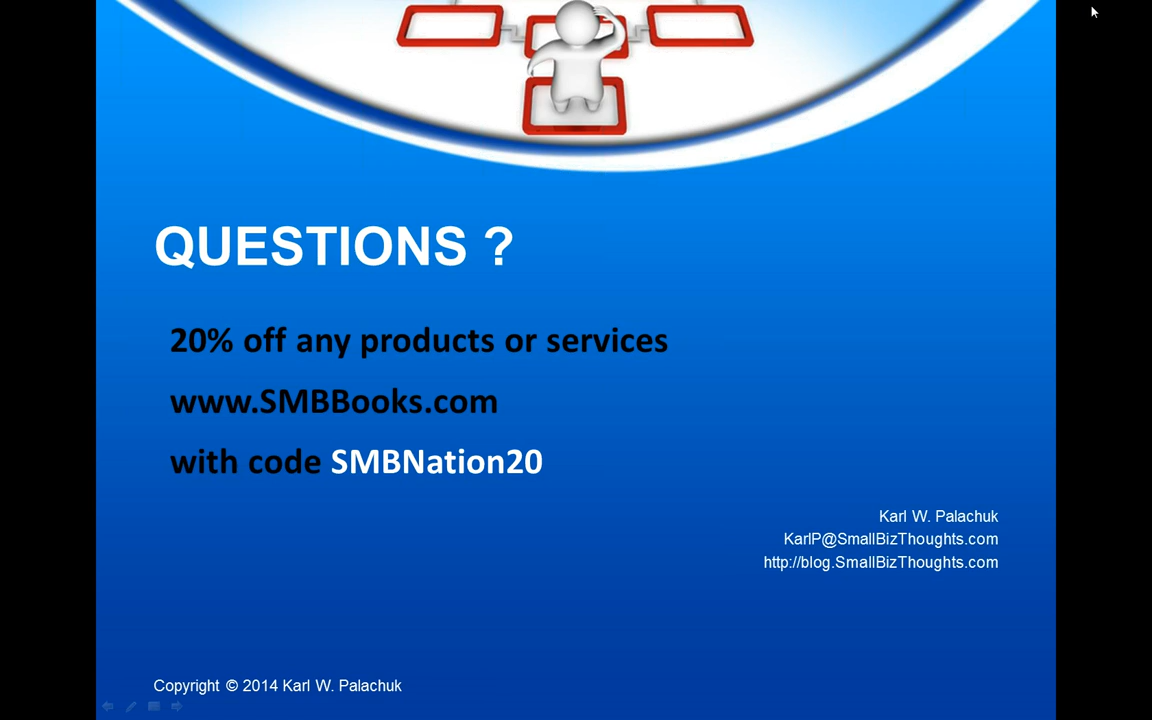 QUESTIONS ?
20% off any products or services
www.SMBBooks.com
with code SMBNation20
Karl W. Palachuk
KarlP@SmallBizThoughts.com
http://blog.SmallBizThoughts.com
Copyright © 2014 Karl W. Palachuk